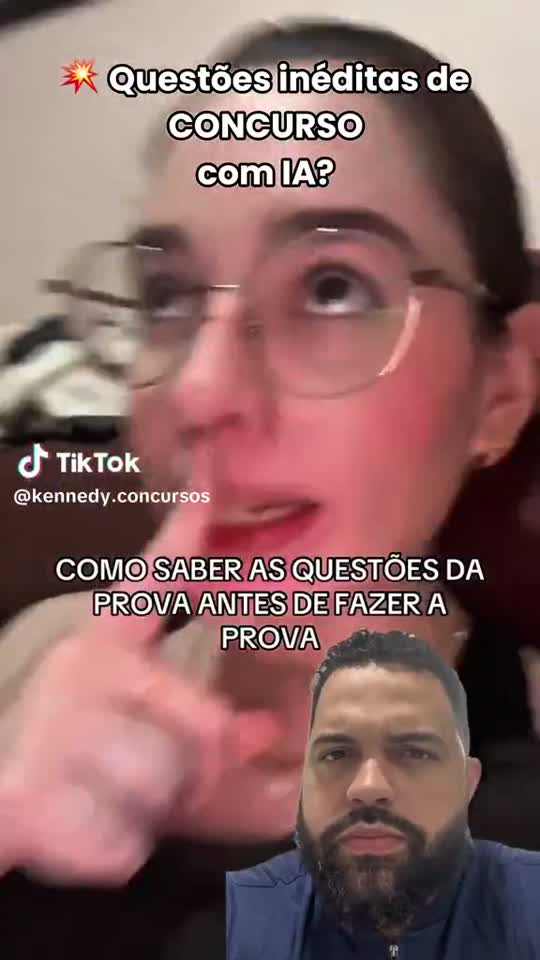 💥 Questões inéditas de
CONCURSO
com IA?
TikTok
@kennedy.concursos
COMO SABER AS QUESTÕES DA
PROVA ANTES DE FAZER A
PROVA